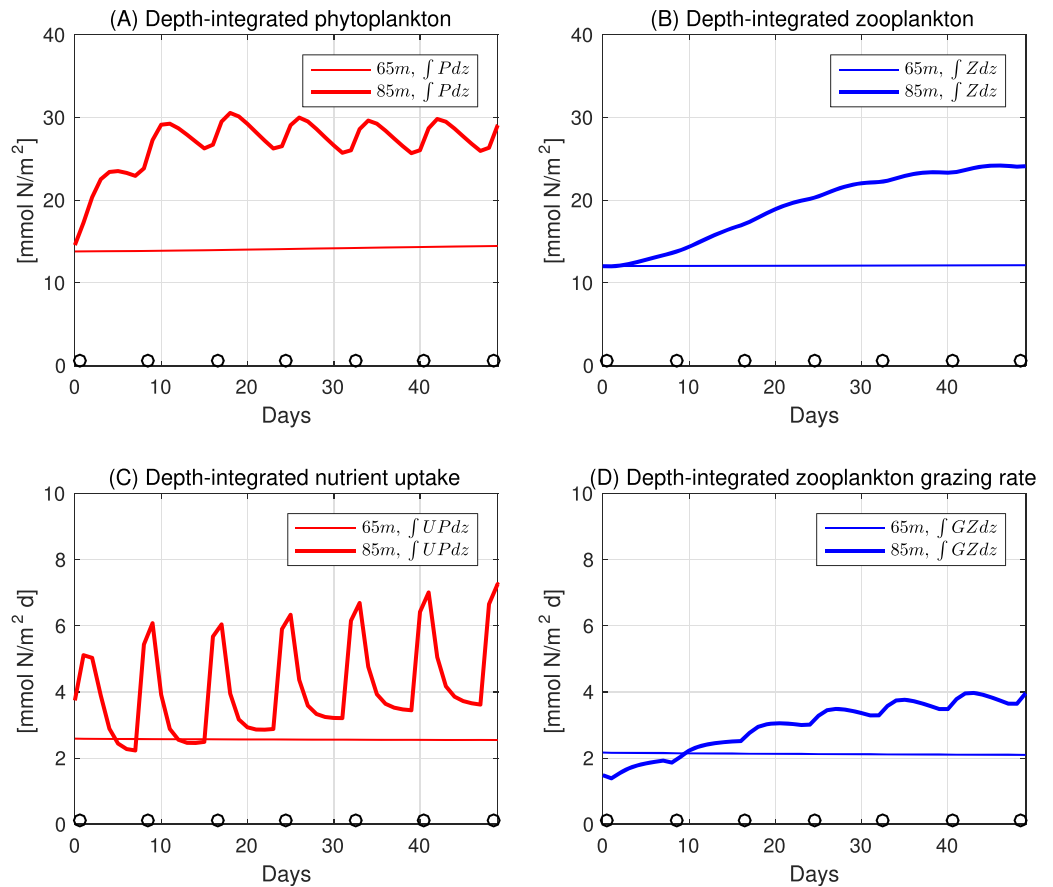 (A) Depth-integrated phytoplankton
40
30
20
10
0
[mmol N/m²]
65m, ∫ Pdz
85m, ∫ Pdz
0 10 20 30 40
Days
(B) Depth-integrated zooplankton
40
30
20
10
0
[mmol N/m²]
65m, ∫ Zdz
85m, ∫ Zdz
0 10 20 30 40
Days
(C) Depth-integrated nutrient uptake
10
8
6
4
2
0
[mmol N/m² d]
65m, ∫ UPdz
85m, ∫ UPdz
0 10 20 30 40
Days
(D) Depth-integrated zooplankton grazing rate
10
8
6
4
2
0
[mmol N/m² d]
65m, ∫ GZdz
85m, ∫ GZdz
0 10 20 30 40
Days